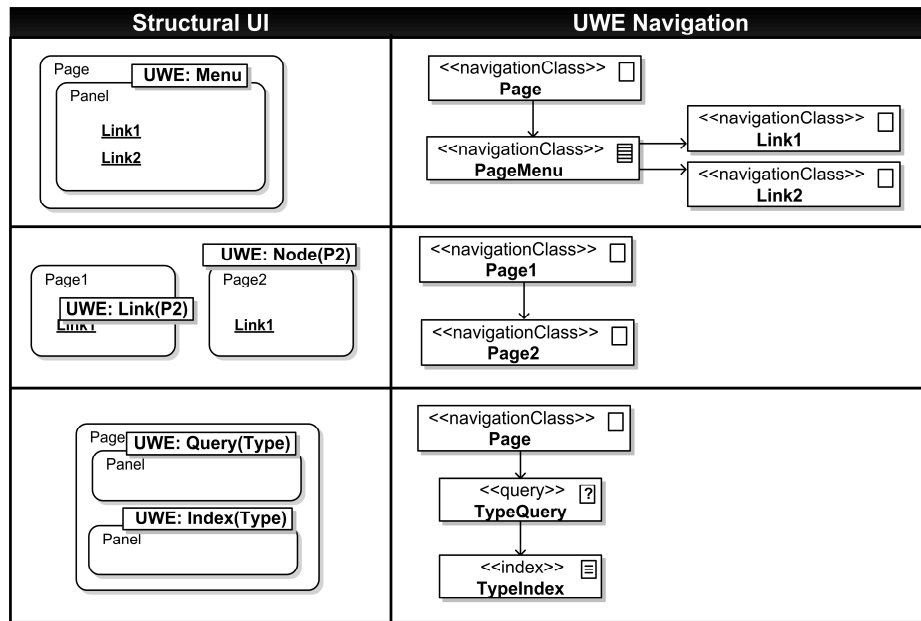 Structural UI
UWE Navigation
Page
UWE: Menu
Panel
Link1
Link2
<<navigationClass>>
Page
<<navigationClass>>
PageMenu
<<navigationClass>>
Link1
<<navigationClass>>
Link2
Page1
UWE: Link(P2)
Link1
UWE: Node(P2)
Page2
Link1
<<navigationClass>>
Page1
<<navigationClass>>
Page2
Page
UWE: Query(Type)
Panel
UWE: Index(Type)
Panel
<<navigationClass>>
Page
<<query>>
?
TypeQuery
<<index>>
TypeIndex